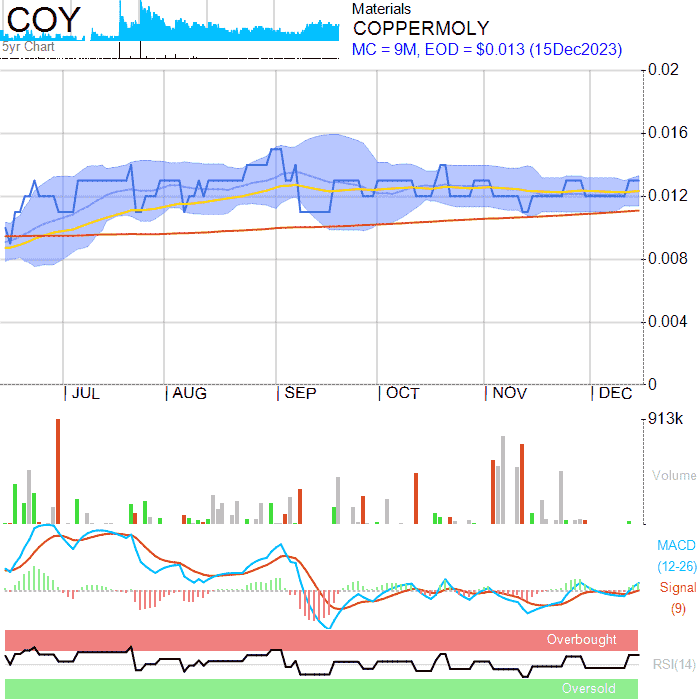 COY
5yr Chart
Materials
COPPERMOLY
MC = 9M, EOD = $0.013 (15Dec2023)
0.02
0.016
0.012
0.008
0.004
0
JUL AUG SEP OCT NOV DEC
913k
Volume
MACD
(12-26)
Signal
(9)
Overbought
RSI(14)
Oversold